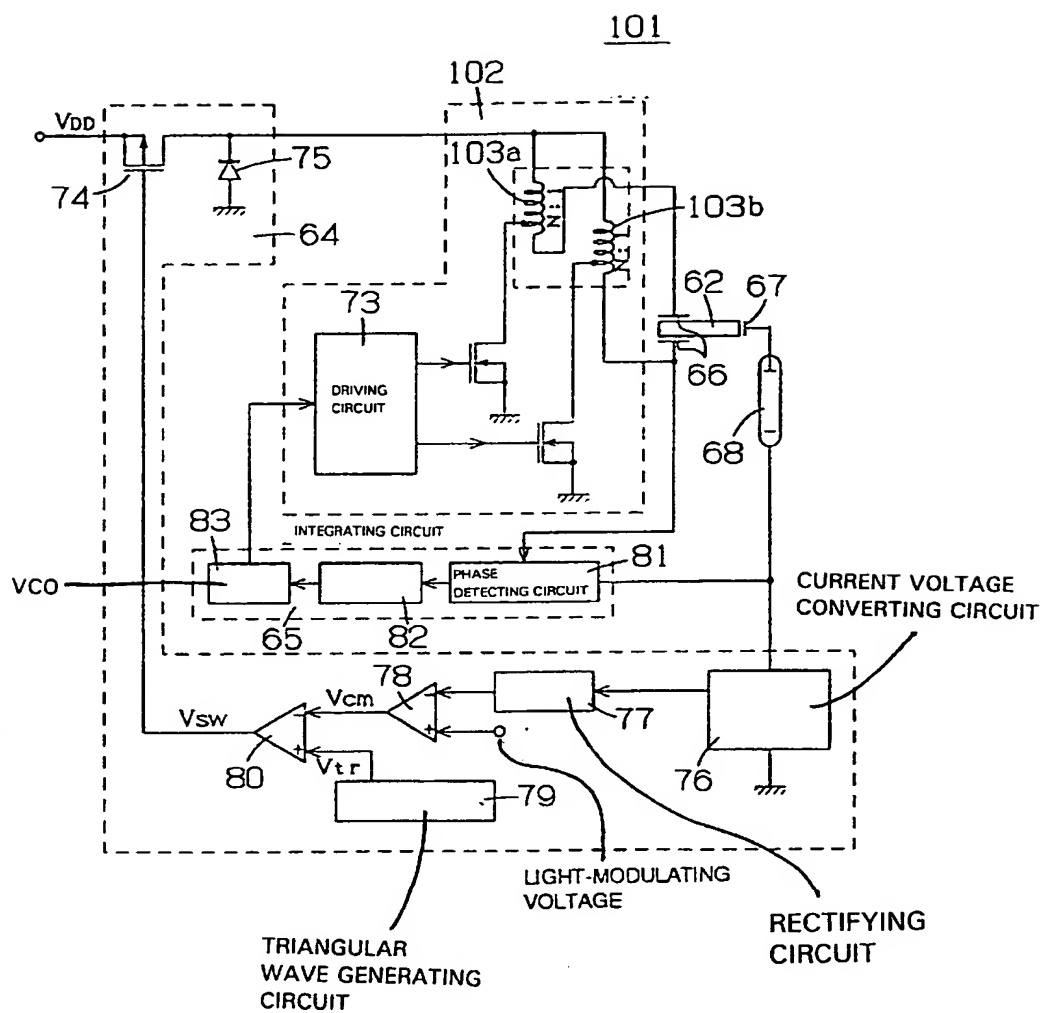 101
102
VDD
103a
75
74
103b
64
N:1
N:1
62
67
73
66
DRIVING
CIRCUIT
68
INTEGRATING CIRCUIT
83
81
VCO
PHASE
DETECTING CIRCUIT
CURRENT VOLTAGE
CONVERTING CIRCUIT
65
82
78
Vcm
Vsw
77
76
80
Vtr
79
LIGHT-MODULATING
VOLTAGE
RECTIFYING
CIRCUIT
TRIANGULAR
WAVE GENERATING
CIRCUIT